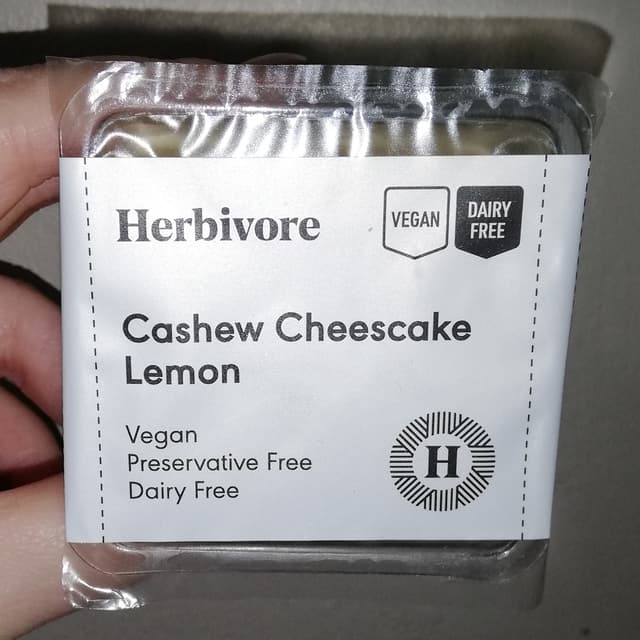 Herbivore
VEGAN
DAIRY
FREE
Cashew Cheescake
Lemon
Vegan
Preservative Free
Dairy Free
H